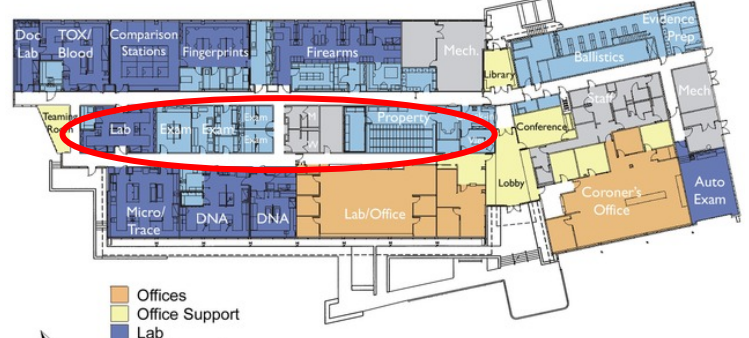 Doc
Lab
TOX/
Blood
Comparison
Stations
Fingerprints
Firearms
Mech.
Library
Ballistics
Evidence
Prep
Teaming
Room
Lab
Exam
Exam
Exam
Exam
M
W
Property
Conference
Staff
Mech
Lobby
Micro/
Trace
DNA
DNA
Lab/Office
Coroner's
Office
Auto
Exam
Offices
Office Support
Lab